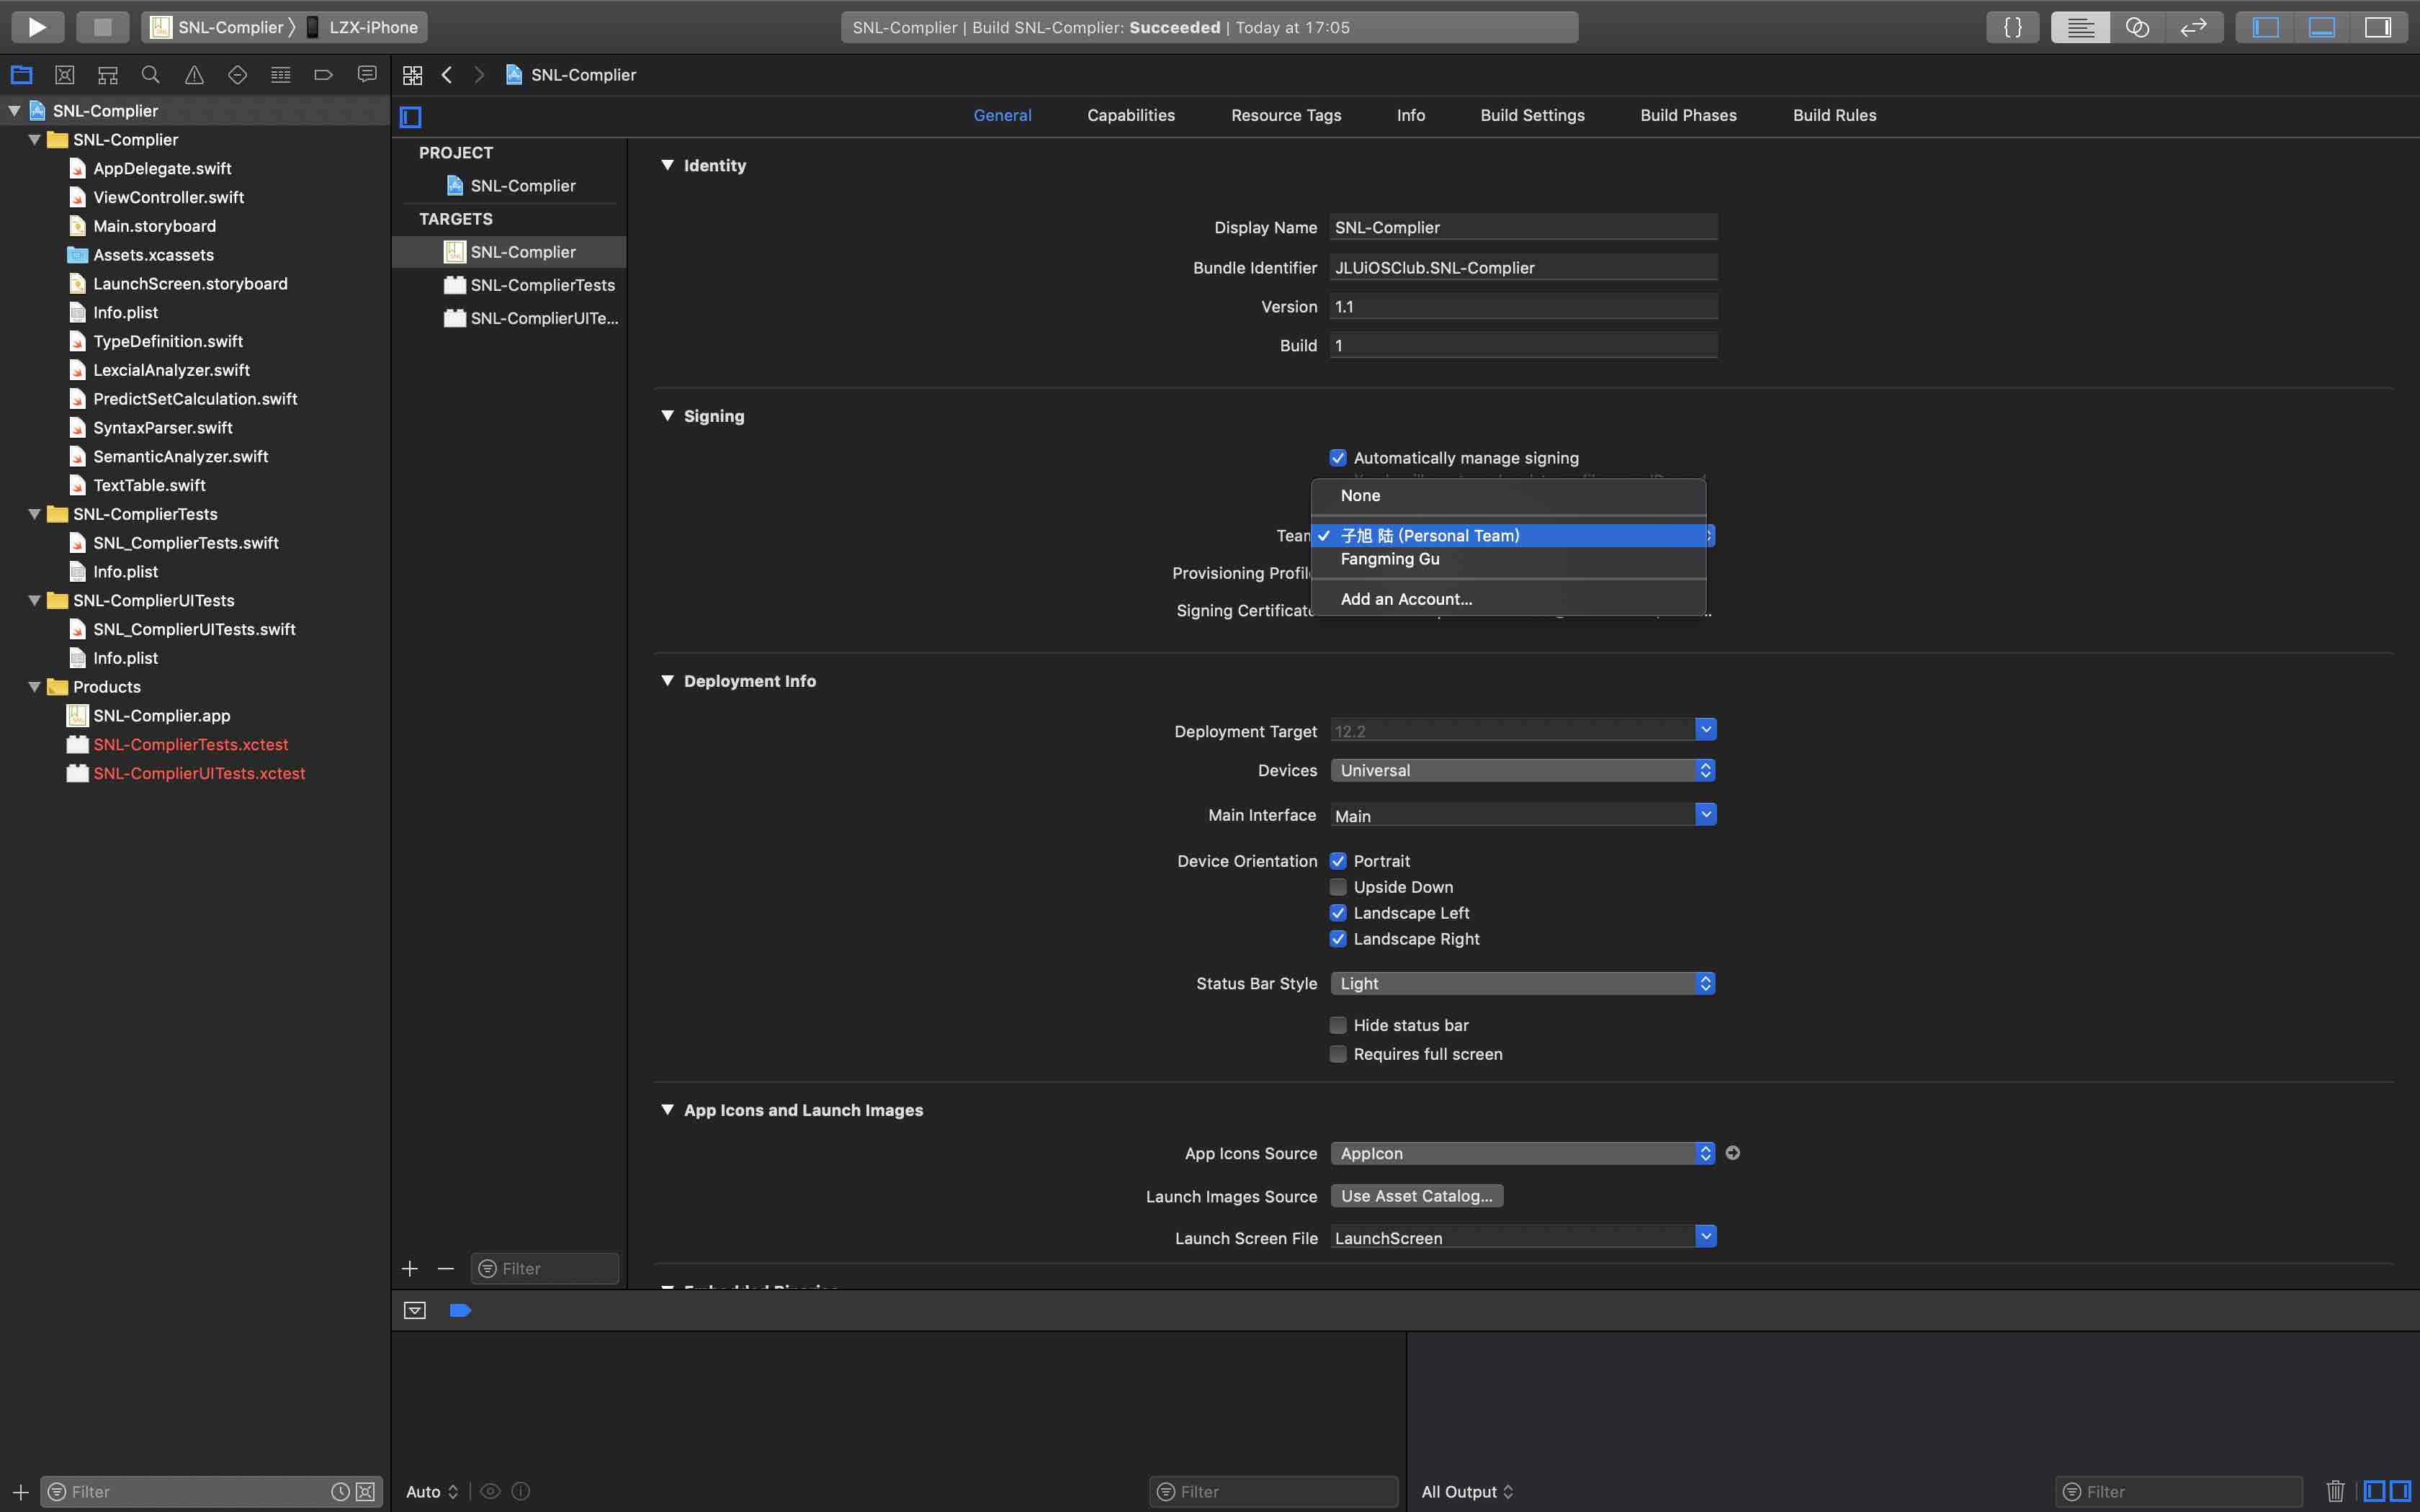 SNL-Complier
LZX-iPhone
SNL-Complier | Build SNL-Complier: Succeeded | Today at 17:05
{ }
SNL-Complier
SNL-Complier
SNL-Complier
AppDelegate.swift
ViewController.swift
Main.storyboard
Assets.xcassets
LaunchScreen.storyboard
Info.plist
TypeDefinition.swift
LexcialAnalyzer.swift
PredictSetCalculation.swift
SyntaxParser.swift
SemanticAnalyzer.swift
TextTable.swift
SNL-ComplierTests
SNL_ComplierTests.swift
Info.plist
SNL-ComplierUITests
SNL_ComplierUITests.swift
Info.plist
Products
SNL-Complier.app
SNL-ComplierTests.xctest
SNL-ComplierUITests.xctest
Filter
General
Capabilities
Resource Tags
Info
Build Settings
Build Phases
Build Rules
PROJECT
SNL-Complier
TARGETS
SNL-Complier
SNL-ComplierTests
SNL-ComplierUITe...
Filter
Identity
Display Name SNL-Complier
Bundle Identifier JLUiOSClub.SNL-Complier
Version 1.1
Build 1
Signing
Automatically manage signing
None
Team
子旭 陆 (Personal Team)
Fangming Gu
Provisioning Profile
Add an Account...
Signing Certificate
Deployment Info
Deployment Target 12.2
Devices Universal
Main Interface Main
Device Orientation Portrait
Upside Down
Landscape Left
Landscape Right
Status Bar Style Light
Hide status bar
Requires full screen
App Icons and Launch Images
App Icons Source AppIcon
Launch Images Source Use Asset Catalog...
Launch Screen File LaunchScreen
Auto
Filter
All Output
Filter